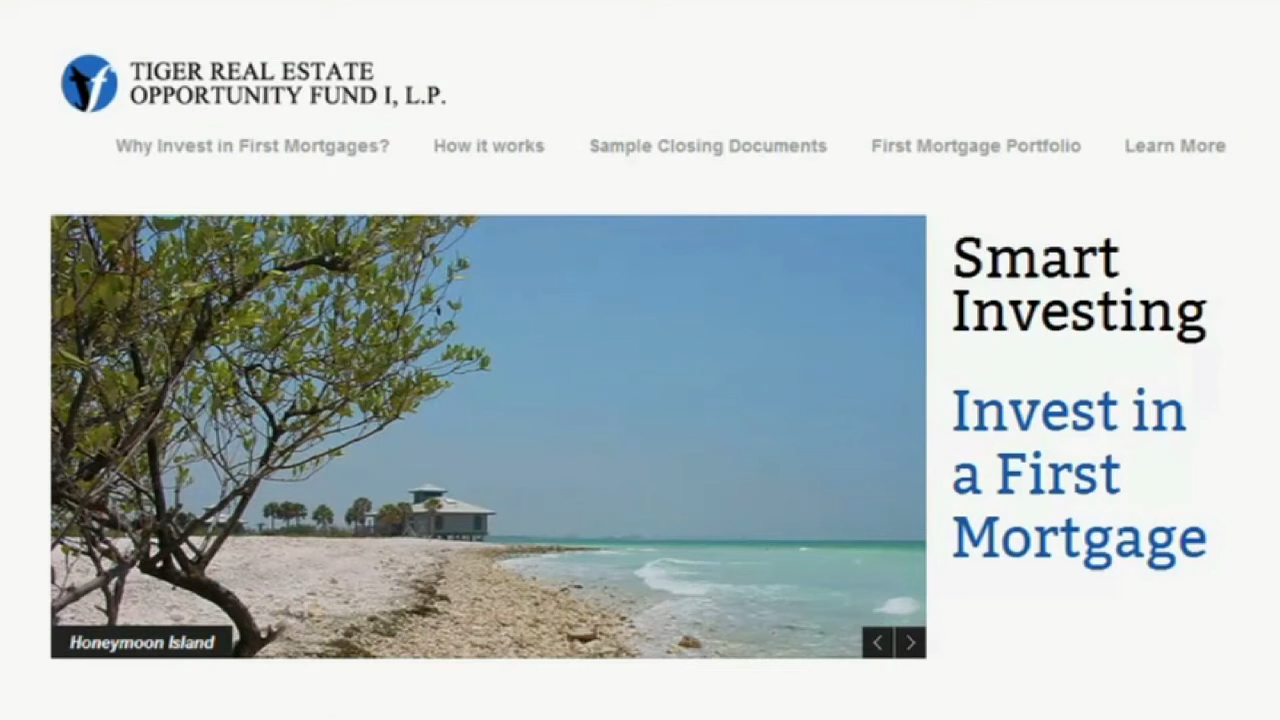 TIGER REAL ESTATE
OPPORTUNITY FUND I, L.P.
Why Invest in First Mortgages? How it works Sample Closing Documents First Mortgage Portfolio Learn More
Smart
Investing
Invest in
a First
Mortgage
Honeymoon Island